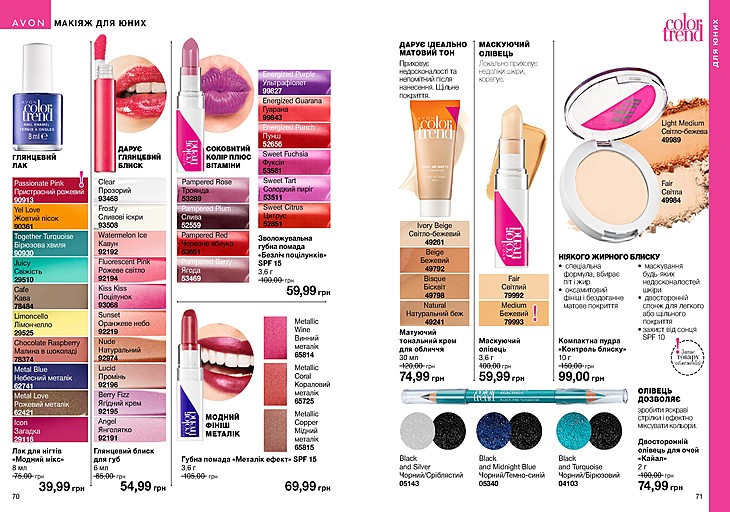 AVON
МАКІЯЖ ДЛЯ ЮНИХ
AVON
color
trend
NAIL ENAMEL
VERNIS À ONGLES
8 ml ℮
ГЛЯНЦЕВИЙ
ЛАК
Passionate Pink
Пристрасний рожевий
90913
Yel Love
Жовтий пісок
90361
Together Turquoise
Бірюзова хвиля
90930
Juicy
Свіжість
29510
Cafe
Кава
78484
Limoncello
Лімончелло
29525
Chocolate Raspberry
Малина в шоколаді
78374
Metal Blue
Небесний металік
62741
Metal Love
Рожевий металік
62421
Icon
Загадка
29116
Лак для нігтів
«Модний мікс»
8 мл
75,00 грн
39,99 грн
ДАРУЄ
ГЛЯНЦЕВИЙ
БЛИСК
Clear
Прозорий
93468
Frosty
Сливові іскри
93508
Watermelon Ice
Кавун
92192
Fluorescent Pink
Рожеве світло
92194
Kiss Kiss
Поцілунок
93068
Sunset
Оранжеве небо
92219
Nude
Натуральний
92974
Lucid
Промінь
92196
Berry Fizz
Ягідний крем
92195
Angel
Янголятко
92191
Глянцевий блиск
для губ
6 мл
85,00 грн
54,99 грн
color
trend
СОКОВИТИЙ
КОЛІР ПЛЮС
ВІТАМІНИ
Energized Purple
Ультрафіолет
99827
Energized Guarana
Гуарана
99843
Energized Punch
Пунш
52656
Sweet Fuchsia
Фуксія
53561
Sweet Tart
Солодкий пиріг
53511
Sweet Citrus
Цитрус
52851
Pampered Rose
Троянда
53289
Pampered Plum
Слива
52559
Pampered Red
Червоне яблуко
53651
Pampered Berry
Ягода
53469
Зволожувальна
губна помада
«Безліч поцілунків»
SPF 15
3,6 г
100,00 грн
59,99 грн
МОДНИЙ
ФІНІШ
МЕТАЛІК
Metallic
Wine
Винний
металік
65814
Metallic
Coral
Кораловий
металік
65725
Metallic
Copper
Мідний
металік
65815
Губна помада «Металік ефект» SPF 15
3,6 г
105,00 грн
69,99 грн
70
color
trend
ДЛЯ ЮНИХ
ДАРУЄ ІДЕАЛЬНО
МАТОВИЙ ТОН
Приховує
недосконалості та
непомітний після
нанесення. Щільне
покриття.
AVON
color
trend
Ivory Beige
Світло-бежевий
49261
Beige
Бежевий
49792
Bisque
Бісквіт
49798
Natural
Натуральний беж
49241
Матуючий
тональний крем
для обличчя
30 мл
120,00 грн
74,99 грн
МАСКУЮЧИЙ
ОЛІВЕЦЬ
Локально приховує
недоліки шкіри,
корегує.
color
trend
Fair
Світлий
79992
Medium
Бежевий
79993
Маскуючий
олівець
3,6 г
100,00 грн
59,99 грн
Light Medium
Світло-бежева
49989
Fair
Світла
49984
НІЯКОГО ЖИРНОГО БЛИСКУ
• спеціальна
формула, вбирає
піт і жир
• оксамитовий
фініш і бездоганне
матове покриття
• маскування
будь-яких
недосконалостей
шкіри
• двосторонній
спонж для легкого
або щільного
покриття
• захист від сонця
SPF 10
Компактна пудра
«Контроль блиску»
10 г
150,00 грн
99,00 грн
Запас
товару
обмежений!
ОЛІВЕЦЬ
ДОЗВОЛЯЄ
зробити яскраві
стрілки і ефектно
міксувати кольори.
Black
and Silver
Чорний/Сріблястий
05143
Black
and Midnight Blue
Чорний/Темно-синій
05340
Black
and Turquoise
Чорний/Бірюзовий
04103
Двосторонній
олівець для очей
«Каяал»
2 г
100,00 грн
74,99 грн
71